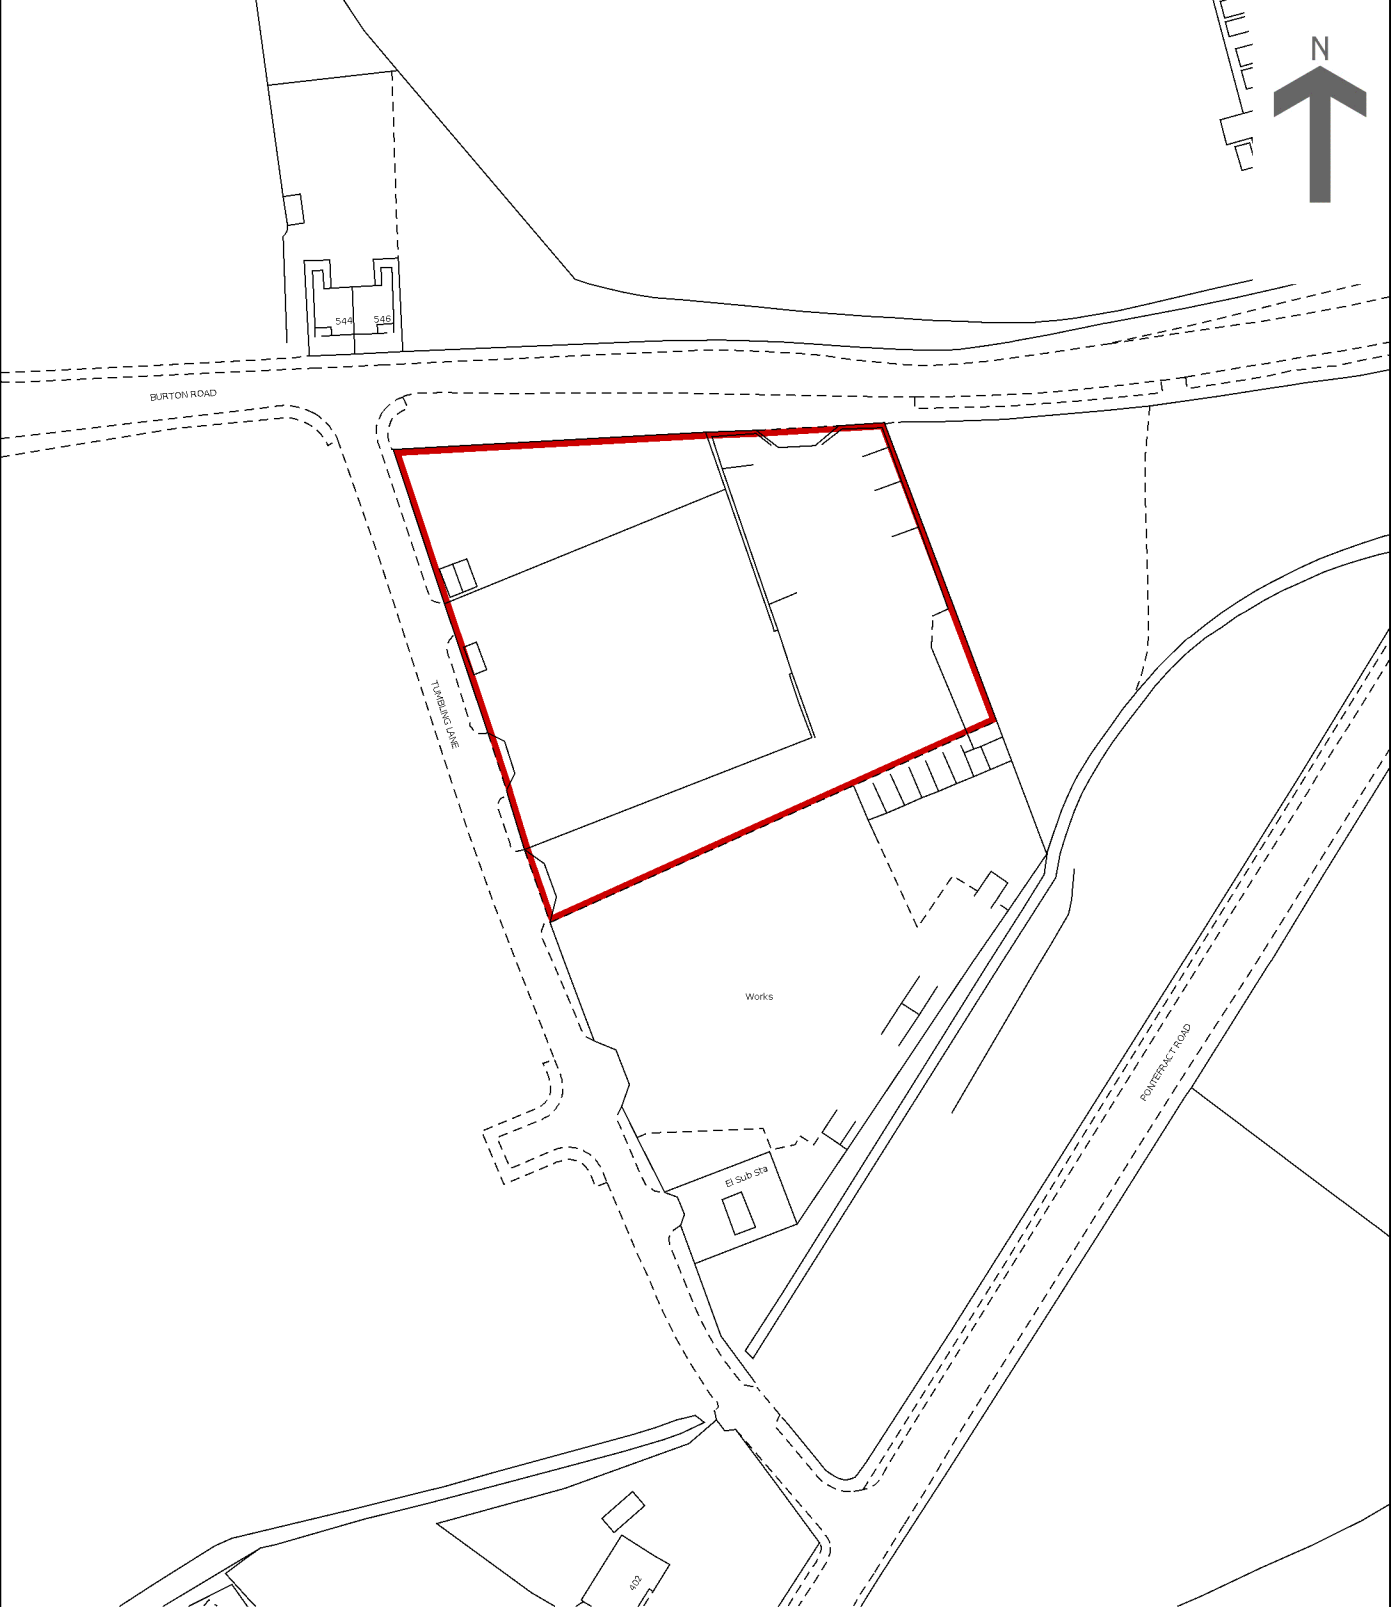 N
544
546
BURTON ROAD
TUMBLING LANE
Works
PONTEFRACT ROAD
El Sub Sta
402